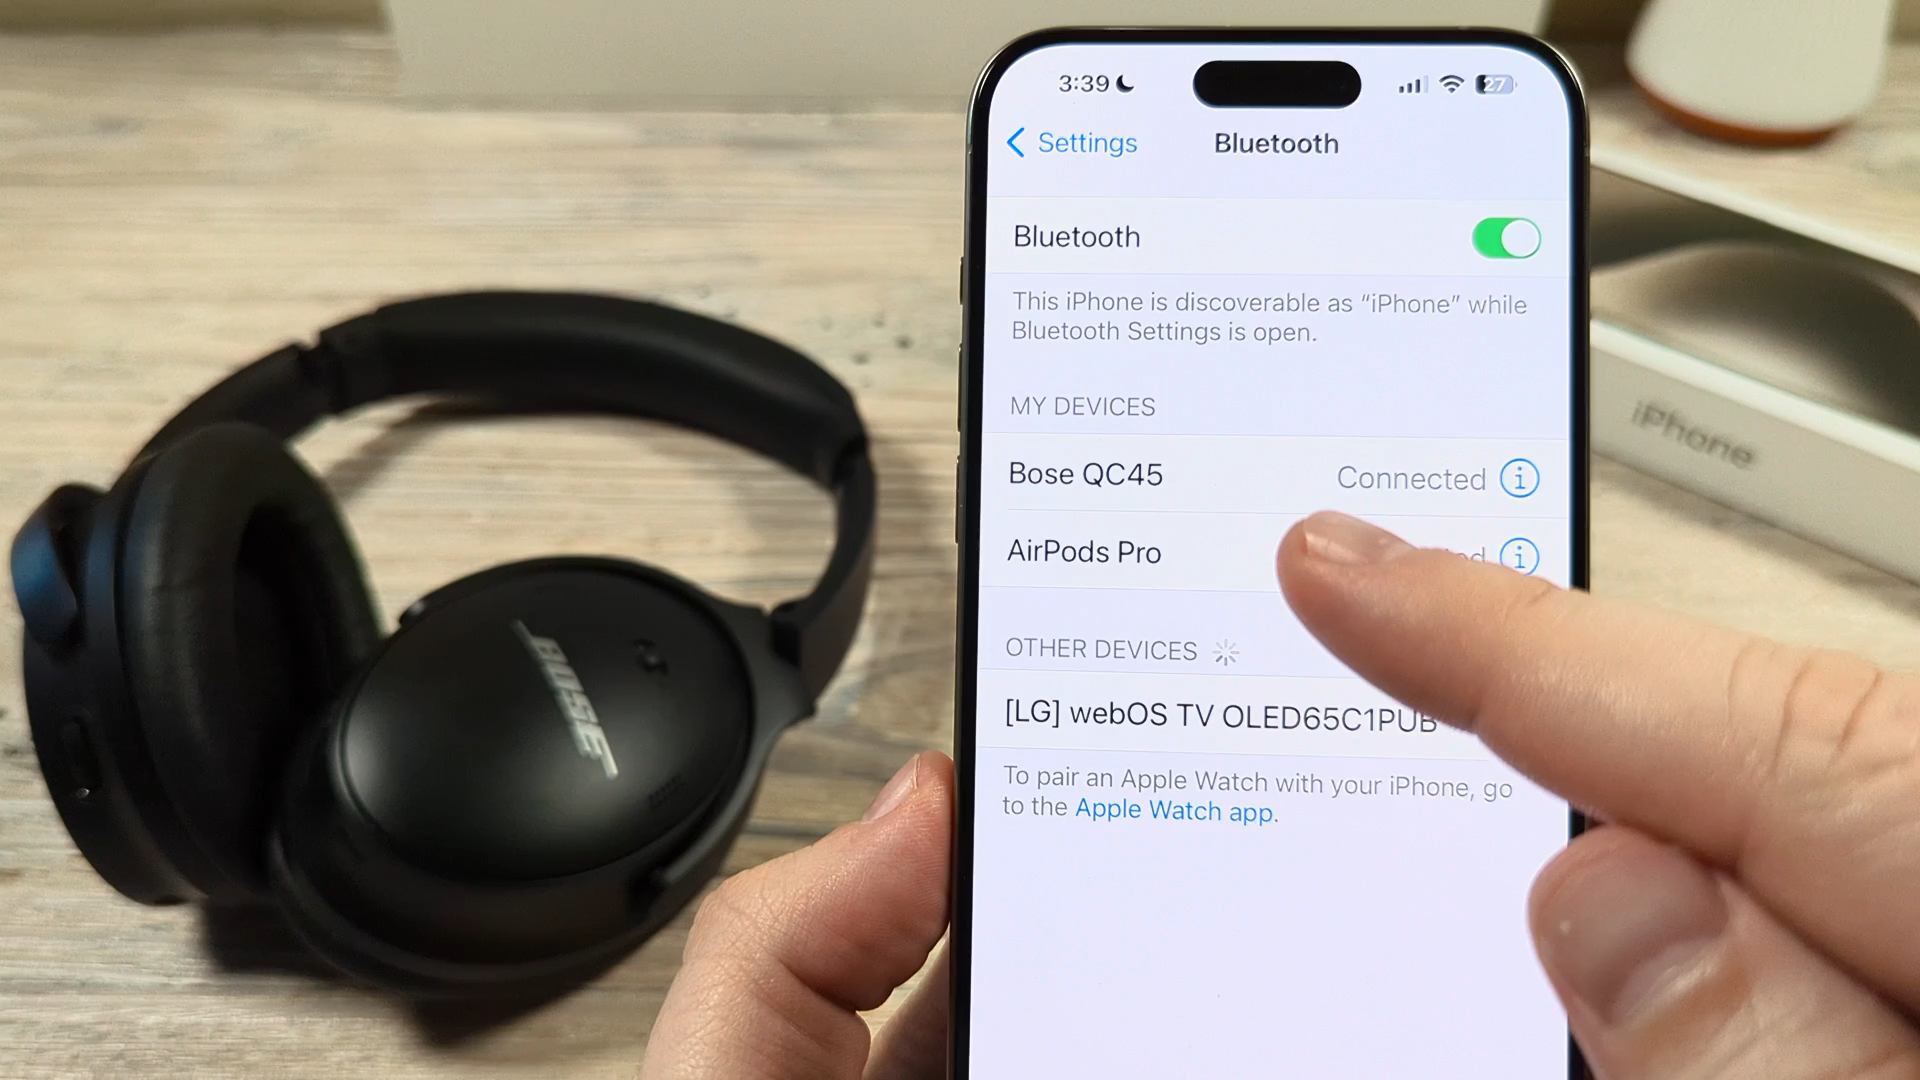 3:39
27
Settings
Bluetooth
Bluetooth
This iPhone is discoverable as “iPhone” while
Bluetooth Settings is open.
MY DEVICES
Bose QC45 Connected
AirPods Pro
OTHER DEVICES
[LG] webOS TV OLED65C1PUB
To pair an Apple Watch with your iPhone, go
to the Apple Watch app.
BOSE
iPhone